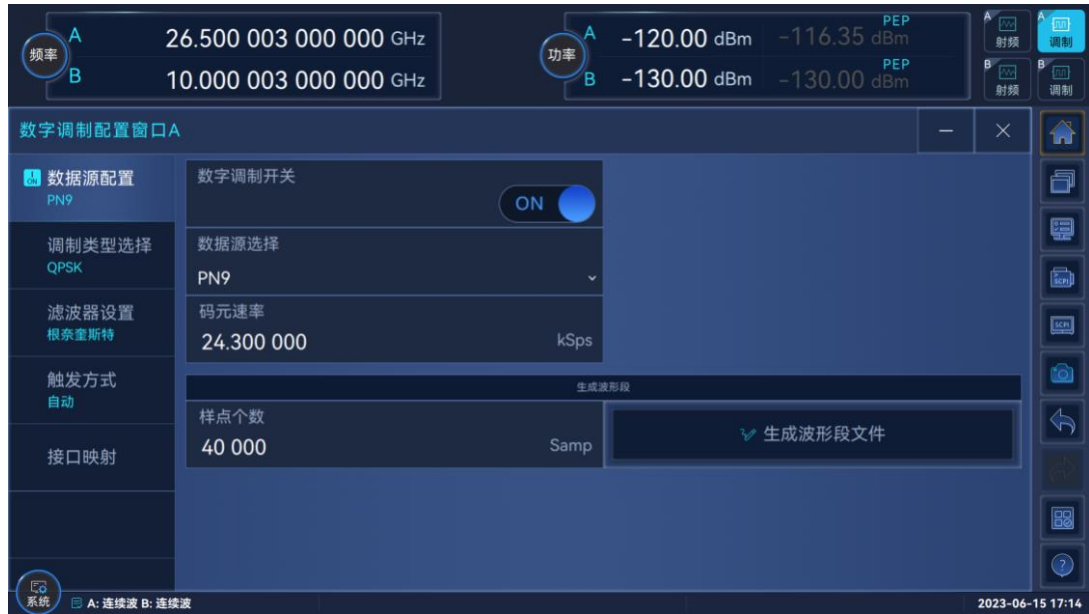 频率
A 26.500 003 000 000 GHz
B 10.000 003 000 000 GHz
功率
A -120.00 dBm PEP -116.35 dBm
B -130.00 dBm PEP -130.00 dBm
A 射频
A 调制
B 射频
B 调制
数字调制配置窗口A
数据源配置
PN9
调制类型选择
QPSK
滤波器设置
根奈奎斯特
触发方式
自动
接口映射
数字调制开关
ON
数据源选择
PN9
码元速率
24.300 000 kSps
生成波形段
样点个数
40 000 Samp
生成波形段文件
SCPI
SCPI
系统
A: 连续波 B: 连续波
2023-06-15 17:14